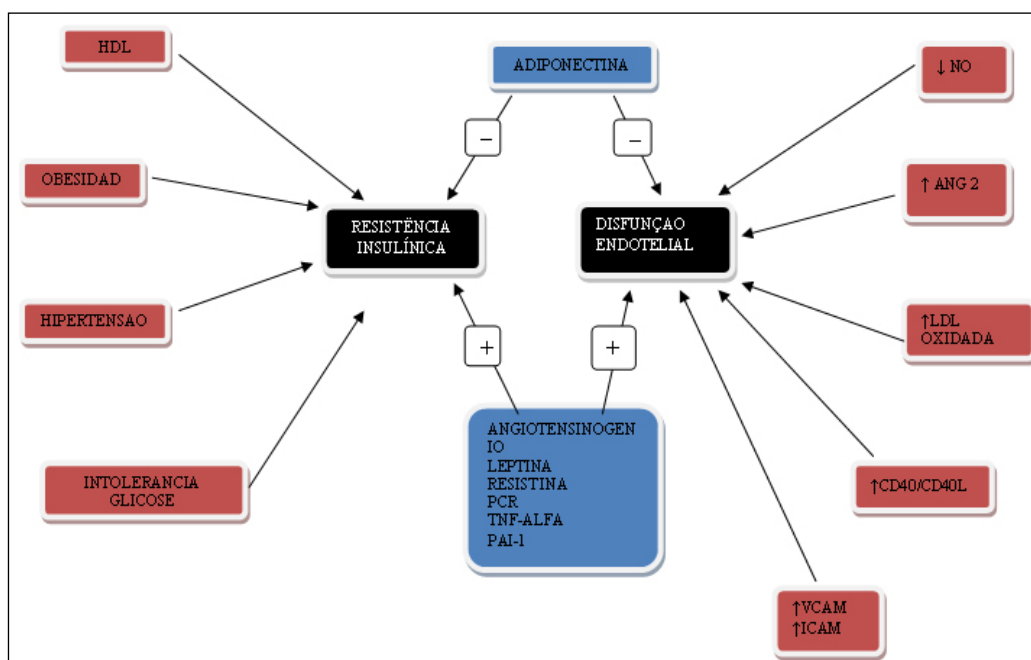 HDL
ADIPONECTINA
↓ NO
−
−
OBESIDAD
↑ ANG 2
RESISTÊNCIA
INSULÍNICA
DISFUNÇAO
ENDOTELIAL
HIPERTENSAO
↑LDL
OXIDADA
+
+
ANGIOTENSINOGEN
IO
LEPTINA
RESISTINA
PCR
TNF-ALFA
PAI-1
INTOLERANCIA
GLICOSE
↑CD40/CD40L
↑VCAM
↑ICAM